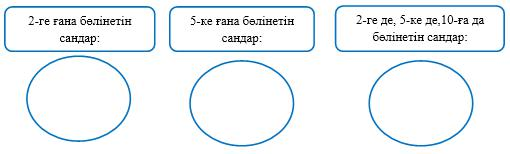 2-ге ғана бөлінетін
сандар:
5-ке ғана бөлінетін
сандар:
2-ге де, 5-ке де,10-ға да
бөлінетін сандар: